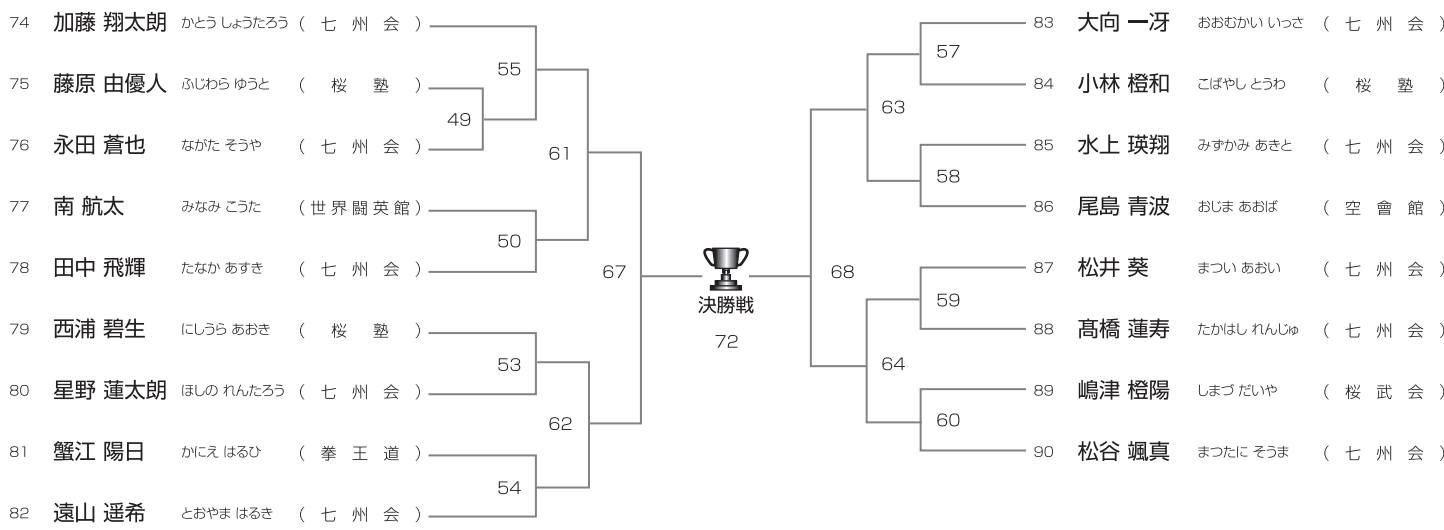 74 加藤 翔太朗 かとう しょうたろう ( 七 州 会 )
55
75 藤原 由優人 ふじわら ゆうと ( 桜 塾 )
49
76 永田 蒼也 ながた そうや ( 七 州 会 )
61
77 南 航太 みなみ こうた ( 世 界 闘 英 館 )
50
78 田中 飛輝 たなか あすき ( 七 州 会 )
67
79 西浦 碧生 にしうら あおき ( 桜 塾 )
53
80 星野 蓮太朗 ほしの れんたろう ( 七 州 会 )
62
81 蟹江 陽日 かにえ はるひ ( 拳 王 道 )
54
82 遠山 遥希 とおやま はるき ( 七 州 会 )
決勝戦
72
83 大向 一冴 おおむかい いっさ ( 七 州 会 )
57
84 小林 橙和 こばやし とうわ ( 桜 塾 )
63
85 水上 瑛翔 みずかみ あきと ( 七 州 会 )
58
86 尾島 青波 おじま あおば ( 空 會 館 )
68
87 松井 葵 まつい あおい ( 七 州 会 )
59
88 髙橋 蓮寿 たかはし れんじゅ ( 七 州 会 )
64
89 嶋津 橙陽 しまづ だいや ( 桜 武 会 )
60
90 松谷 颯真 まつたに そうま ( 七 州 会 )